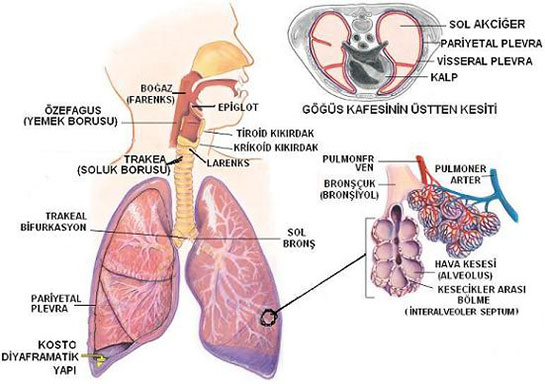 BOĞAZ
(FARENKS)
EPİGLOT
ÖZEFAGUS
(YEMEK BORUSU)
TİROİD KIKIRDAK
KRİKOİD KIKIRDAK
TRAKEA
(SOLUK BORUSU)
LARENKS
TRAKEAL
BİFURKASYON
SOL
BRONŞ
PARİYETAL
PLEVRA
KOSTO
DİYAFRAMATİK
YAPI
SOL AKCİĞER
PARİYETAL PLEVRA
VİSSERAL PLEVRA
KALP
GÖĞÜS KAFESİNİN ÜSTTEN KESİTİ
PULMONER
VEN
PULMONER
ARTER
BRONŞCUK
(BRONŞİYOL)
HAVA KESESİ
(ALVEOLUS)
KESECİKLER ARASI
BÖLME
(İNTERALVEOLER SEPTUM)